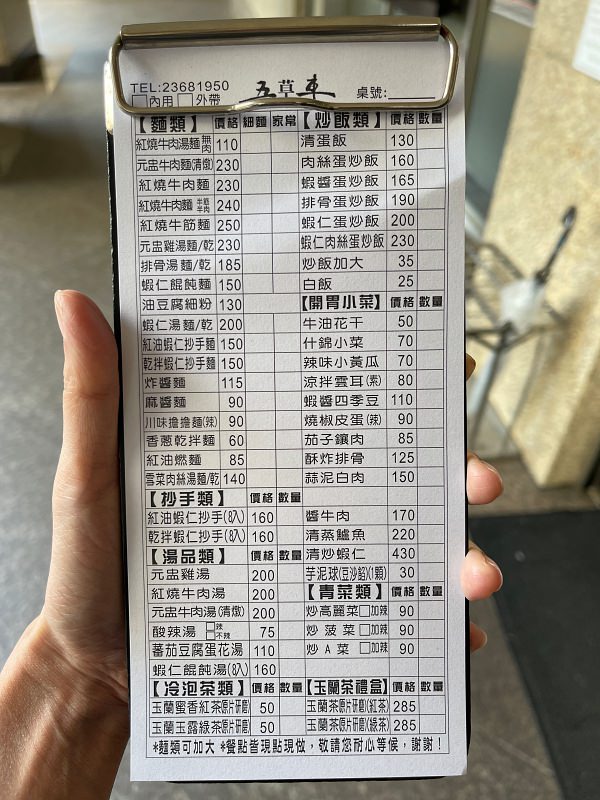 TEL:23681950 五草車 桌號:
□內用 □外帶
【麵類】 價格 細麵 家常
紅燒牛肉湯麵 無肉 110
元盅牛肉麵(清燉) 230
紅燒牛肉麵 230
紅燒牛肉麵 半筋半肉 240
紅燒牛筋麵 250
元盅雞湯麵/乾 230
排骨湯麵/乾 185
蝦仁餛飩麵 150
油豆腐細粉 130
蝦仁湯麵/乾 200
紅油蝦仁抄手麵 150
乾拌蝦仁抄手麵 150
炸醬麵 115
麻醬麵 90
川味擔擔麵(辣) 90
香蔥乾拌麵 60
紅油燃麵 85
雪菜肉絲湯麵/乾 140
【抄手類】 價格 數量
紅油蝦仁抄手(8入) 160
乾拌蝦仁抄手(8入) 160
【湯品類】 價格 數量
元盅雞湯 200
紅燒牛肉湯 200
元盅牛肉湯(清燉) 200
酸辣湯 □辣 □不辣 75
蕃茄豆腐蛋花湯 110
蝦仁餛飩湯(8入) 160
【冷泡茶類】 價格 數量
玉蘭蜜香紅茶(原片研磨) 50
玉蘭玉露綠茶(原片研磨) 50
【炒飯類】 價格 數量
清蛋飯 130
肉絲蛋炒飯 160
蝦醬蛋炒飯 165
排骨蛋炒飯 190
蝦仁蛋炒飯 200
蝦仁肉絲蛋炒飯 230
炒飯加大 35
白飯 25
【開胃小菜】 價格 數量
牛油花干 50
什錦小菜 70
辣味小黃瓜 70
涼拌雲耳(素) 80
蝦醬四季豆 110
燒椒皮蛋(辣) 90
茄子鑲肉 85
酥炸排骨 125
蒜泥白肉 150
醬牛肉 170
清蒸鱸魚 220
清炒蝦仁 430
芋泥球(豆沙餡)(1顆) 30
【青菜類】 價格 數量
炒高麗菜 □加辣 90
炒菠菜 □加辣 90
炒A菜 □加辣 90
【玉蘭茶禮盒】 價格 數量
玉蘭茶(原片研磨)(紅茶) 285
玉蘭茶(原片研磨)(綠茶) 285
*麵類可加大 *餐點皆現點現做，敬請您耐心等候，謝謝！